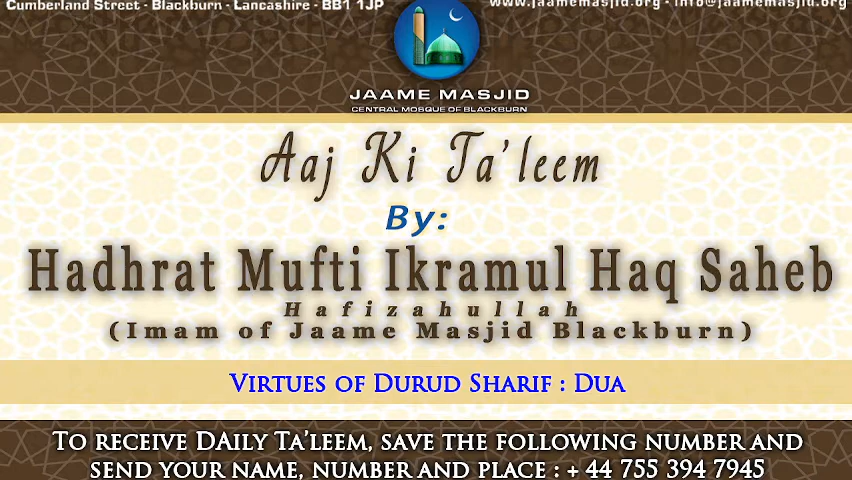 Cumberland Street - Blackburn - Lancashire - BB1 1JP
www.jaamemasjid.org - info@jaamemasjid.org
JAAME MASJID
CENTRAL MOSQUE OF BLACKBURN
Aaj Ki Ta'leem
By:
Hadhrat Mufti Ikramul Haq Saheb
Hafizahullah
(Imam of Jaame Masjid Blackburn)
Virtues of Durud Sharif : Dua
To receive DAily Ta'leem, save the following number and
send your name, number and place : + 44 755 394 7945